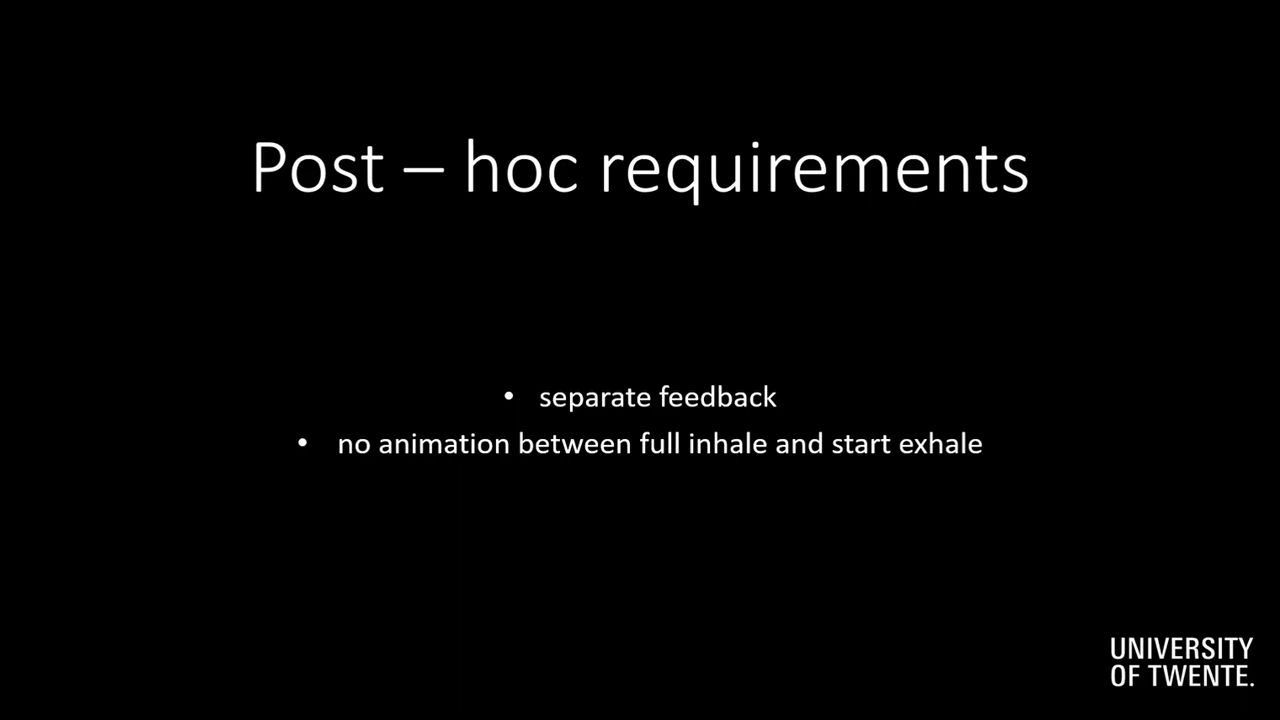 Post – hoc requirements
• separate feedback
• no animation between full inhale and start exhale
UNIVERSITY
OF TWENTE.